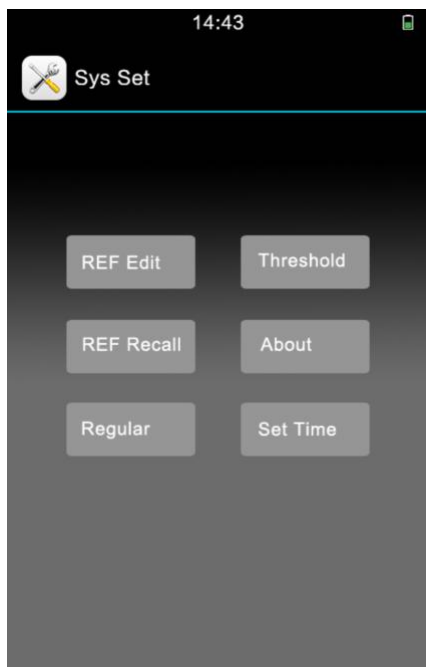 14:43
Sys Set
REF Edit
Threshold
REF Recall
About
Regular
Set Time